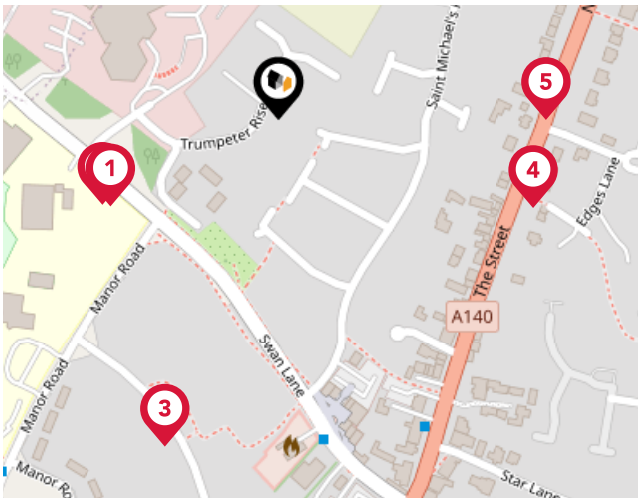 Saint Michael's
5
Trumpeter Rise
1
4
Edges Lane
The Street
Manor Road
A140
Swan Lane
Manor Road
3
Manor Ro
Star Lane